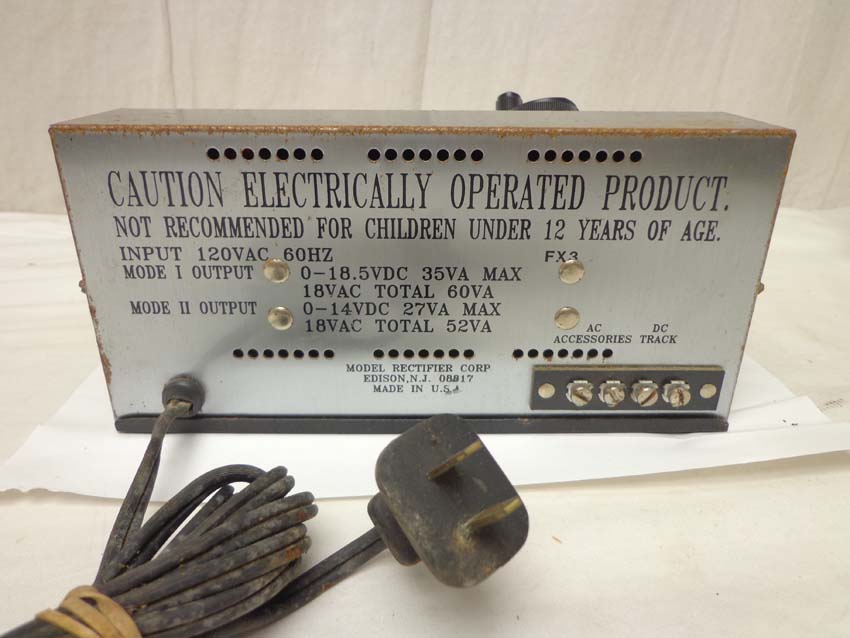 CAUTION ELECTRICALLY OPERATED PRODUCT.
NOT RECOMMENDED FOR CHILDREN UNDER 12 YEARS OF AGE.
INPUT 120VAC 60HZ FX3
MODE I OUTPUT 0-18.5VDC 35VA MAX
18VAC TOTAL 60VA
MODE II OUTPUT 0-14VDC 27VA MAX
18VAC TOTAL 52VA
AC DC
ACCESSORIES TRACK
MODEL RECTIFIER CORP
EDISON, N.J. 08817
MADE IN U.S.A